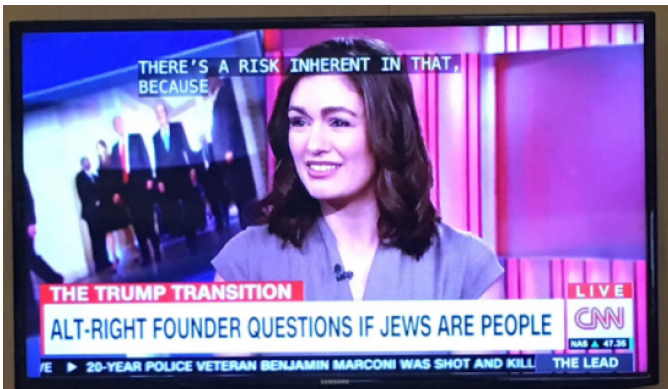 THERE'S A RISK INHERENT IN THAT,
BECAUSE
THE TRUMP TRANSITION
LIVE
ALT-RIGHT FOUNDER QUESTIONS IF JEWS ARE PEOPLE
CNN
NAS ▲ 47.35
20-YEAR POLICE VETERAN BENJAMIN MARCONI WAS SHOT AND KILL
THE LEAD
SAMSUNG